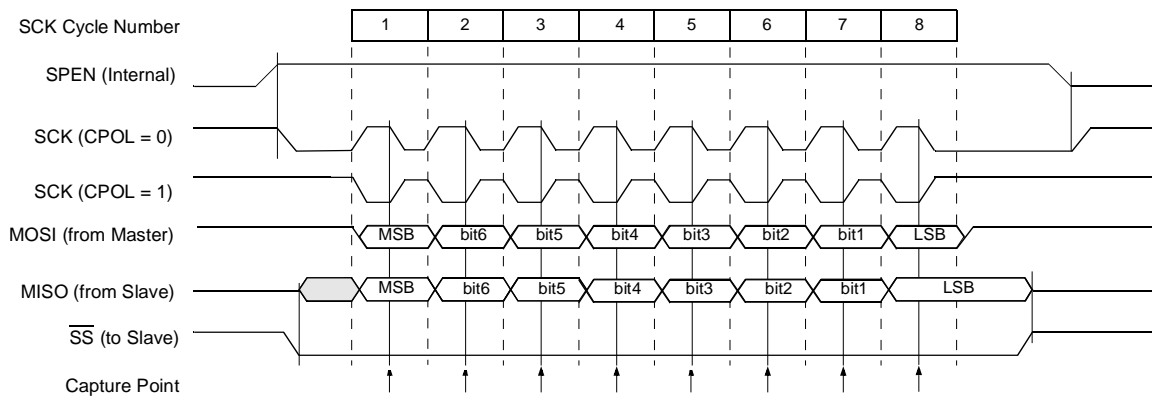 SCK Cycle Number 1 2 3 4 5 6 7 8
SPEN (Internal)
SCK (CPOL = 0)
SCK (CPOL = 1)
MOSI (from Master) MSB bit6 bit5 bit4 bit3 bit2 bit1 LSB
MISO (from Slave) MSB bit6 bit5 bit4 bit3 bit2 bit1 LSB
SS (to Slave)
Capture Point